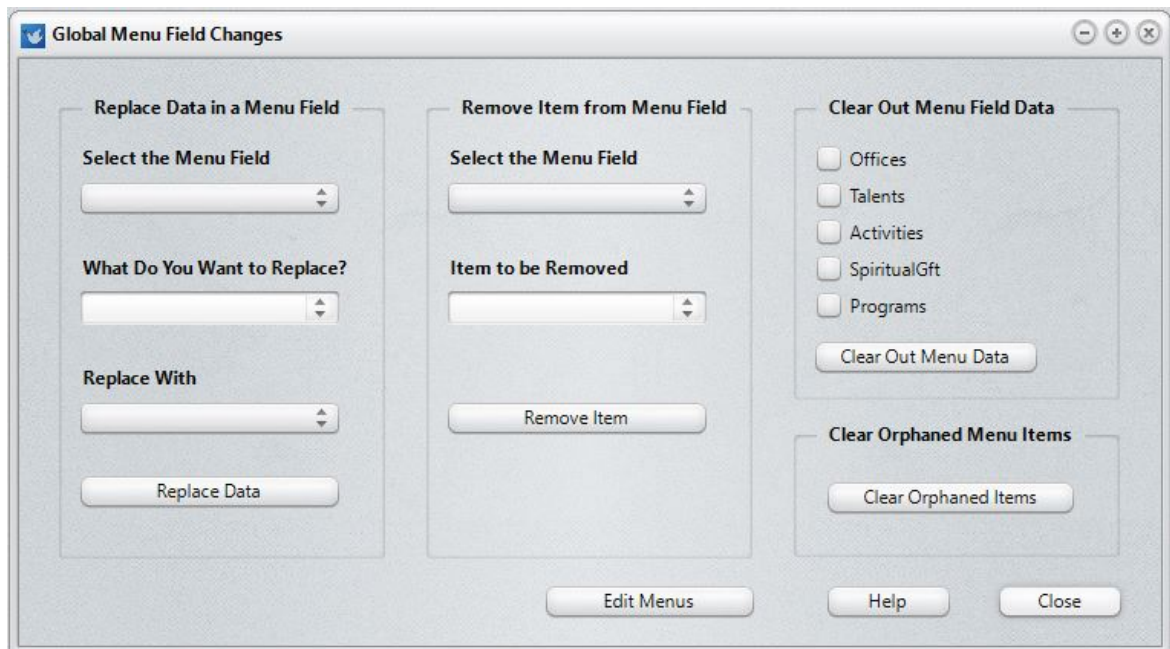 Global Menu Field Changes
Replace Data in a Menu Field
Select the Menu Field
What Do You Want to Replace?
Replace With
Replace Data
Remove Item from Menu Field
Select the Menu Field
Item to be Removed
Remove Item
Clear Out Menu Field Data
Offices
Talents
Activities
SpiritualGft
Programs
Clear Out Menu Data
Clear Orphaned Menu Items
Clear Orphaned Items
Edit Menus
Help
Close